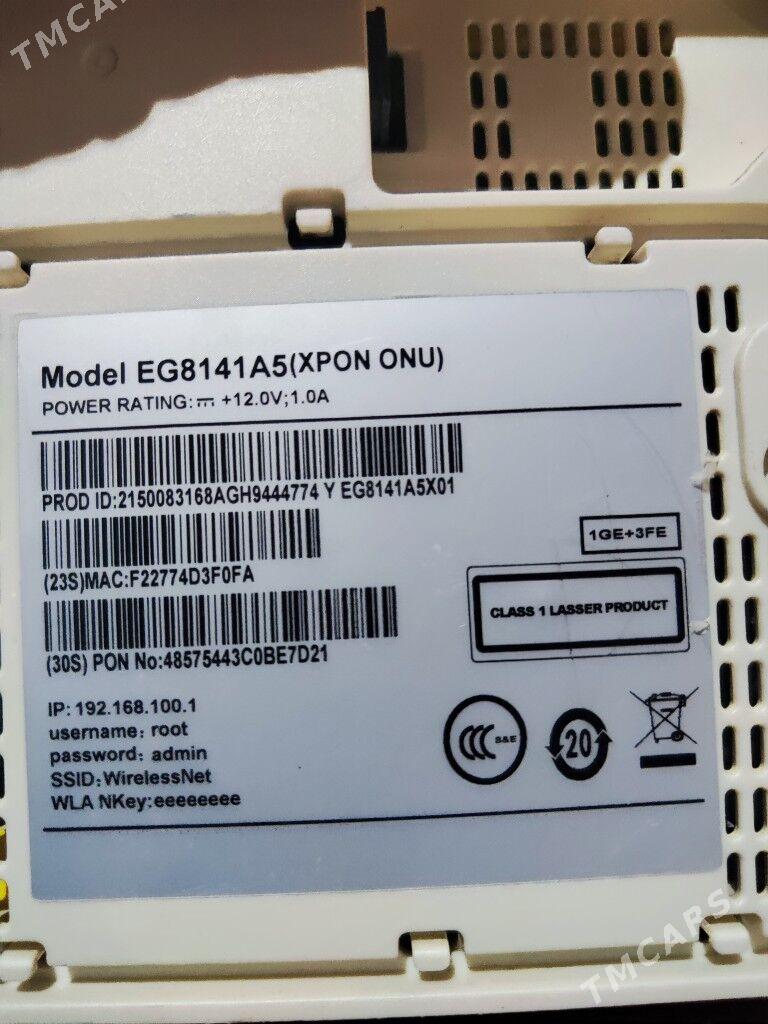 TMCARS
Model EG8141A5(XPON ONU)
POWER RATING: +12.0V;1.0A
PROD ID:2150083168AGH9444774 Y EG8141A5X01
1GE+3FE
(23S)MAC:F22774D3F0FA
CLASS 1 LASSER PRODUCT
(30S) PON No:48575443C0BE7D21
IP: 192.168.100.1
username: root
password: admin
SSID:WirelessNet
WLAN NKey:eeeeeeee
CCC S&E
20
TMCARS